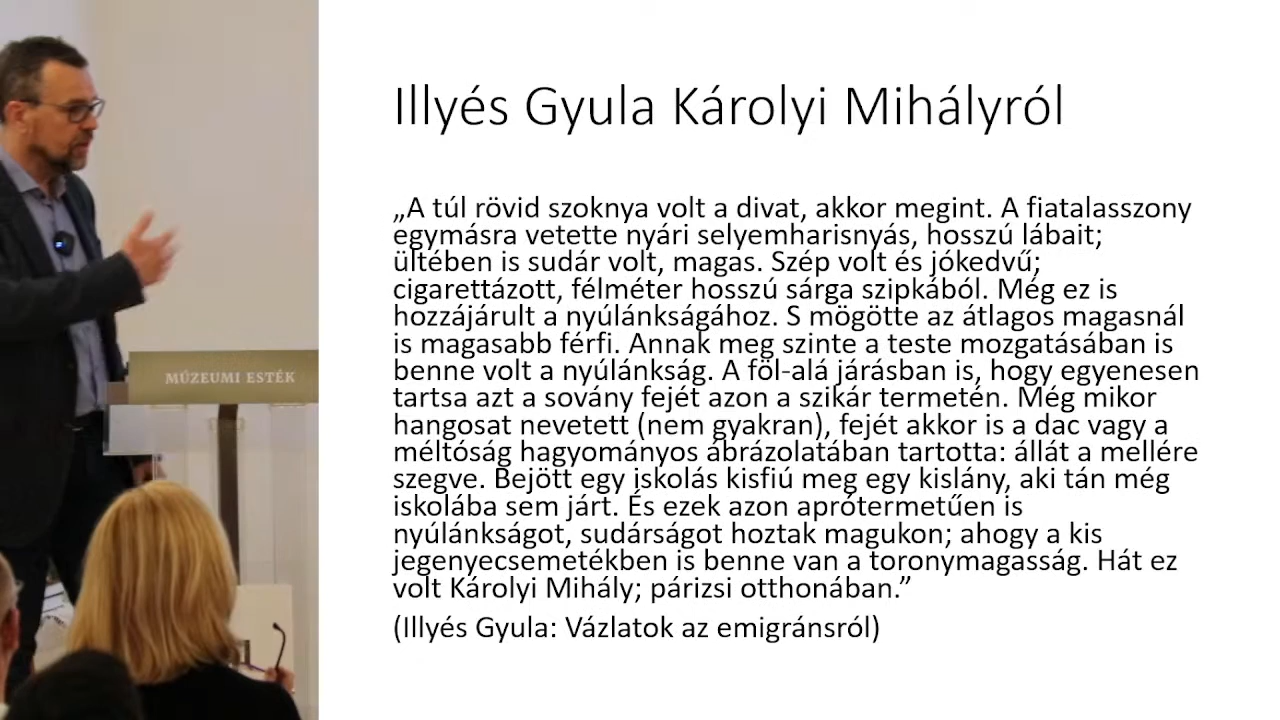 Illyés Gyula Károlyi Mihályról
„A túl rövid szoknya volt a divat, akkor megint. A fiatalasszony
egymásra vetette nyári selyemharisnyás, hosszú lábait;
ültében is sudár volt, magas. Szép volt és jókedvű;
cigarettázott, félméter hosszú sárga szipkából. Még ez is
hozzájárult a nyúlánkságához. S mögötte az átlagos magasnál
is magasabb férfi. Annak meg szinte a teste mozgatásában is
benne volt a nyúlánkság. A föl-alá járásban is, hogy egyenesen
tartsa azt a sovány fejét azon a szikár termetén. Még mikor
hangosat nevetett (nem gyakran), fejét akkor is a dac vagy a
méltóság hagyományos ábrázolatában tartotta: állát a mellére
szegve. Bejött egy iskolás kisfiú meg egy kislány, aki tán még
iskolába sem járt. És ezek azon aprótermetűen is
nyúlánkságot, sudárságot hoztak magukon; ahogy a kis
jegenyecsemetékben is benne van a toronymagasság. Hát ez
volt Károlyi Mihály; párizsi otthonában.”
(Illyés Gyula: Vázlatok az emigránsról)
MÚZEUMI ESTÉK